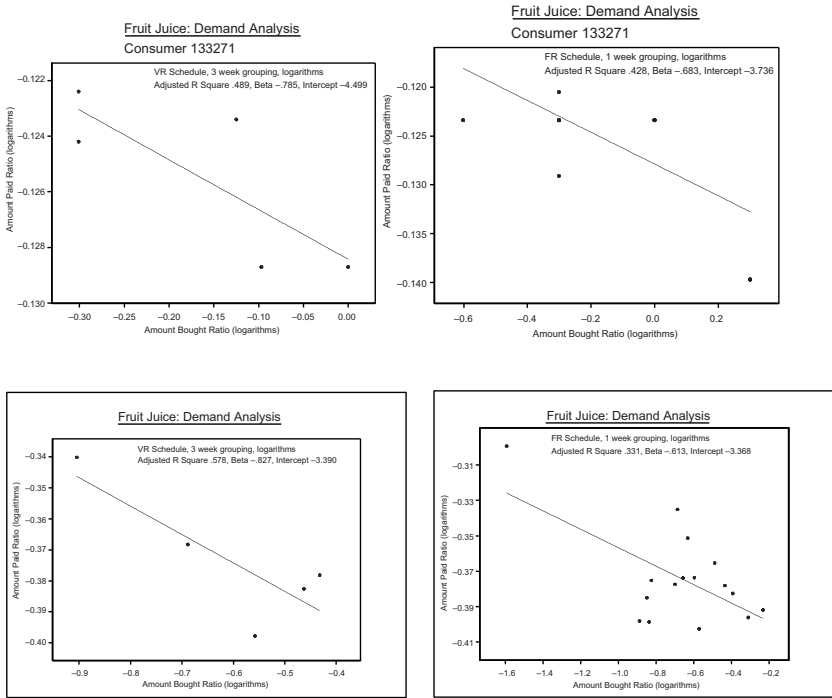 Fruit Juice: Demand Analysis
Consumer 133271
VR Schedule, 3 week grouping, logarithms
Adjusted R Square .489, Beta –.785, Intercept -4.499
Amount Paid Ratio (logarithms)
–0.122
–0.124
–0.126
–0.128
–0.130
–0.30 –0.25 –0.20 –0.15 –0.10 –0.05 0.00
Amount Bought Ratio (logarithms)
Fruit Juice: Demand Analysis
Consumer 133271
FR Schedule, 1 week grouping, logarithms
Adjusted R Square .428, Beta –.683, Intercept –3.736
Amount Paid Ratio (logarithms)
–0.120
–0.125
–0.130
–0.135
–0.140
–0.6 –0.4 –0.2 0.0 0.2
Amount Bought Ratio (logarithms)
Fruit Juice: Demand Analysis
VR Schedule, 3 week grouping, logarithms
Adjusted R Square .578, Beta –.827, Intercept –3.390
Amount Paid Ratio (logarithms)
–0.34
–0.35
–0.36
–0.37
–0.38
–0.39
–0.40
–0.9 –0.8 –0.7 –0.6 –0.5 –0.4
Amount Bought Ratio (logarithms)
Fruit Juice: Demand Analysis
FR Schedule, 1 week grouping, logarithms
Adjusted R Square .331, Beta –.613, Intercept –3.368
Amount Paid Ratio (logarithms)
–0.31
–0.33
–0.35
–0.37
–0.39
–0.41
–1.6 –1.4 –1.2 –1.0 –0.8 –0.6 –0.4 –0.2
Amount Bought Ratio (logarithms)